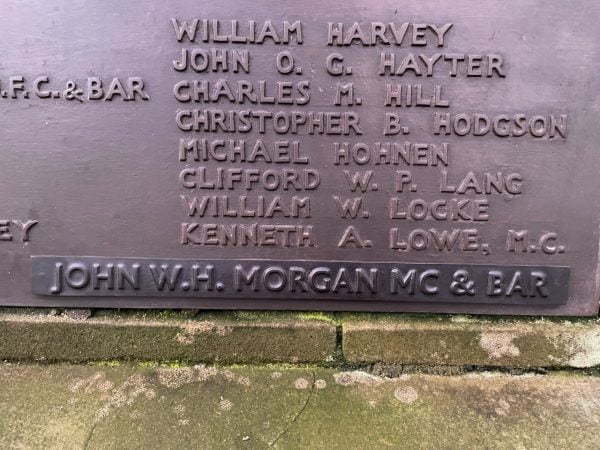 WILLIAM HARVEY
JOHN O. G. HAYTER
.F.C. & BAR
CHARLES M. HILL
CHRISTOPHER B. HODGSON
MICHAEL HOHNEN
CLIFFORD W. P. LANG
WILLIAM W. LOCKE
EY
KENNETH A. LOWE, M.C.
JOHN W.H. MORGAN MC & BAR